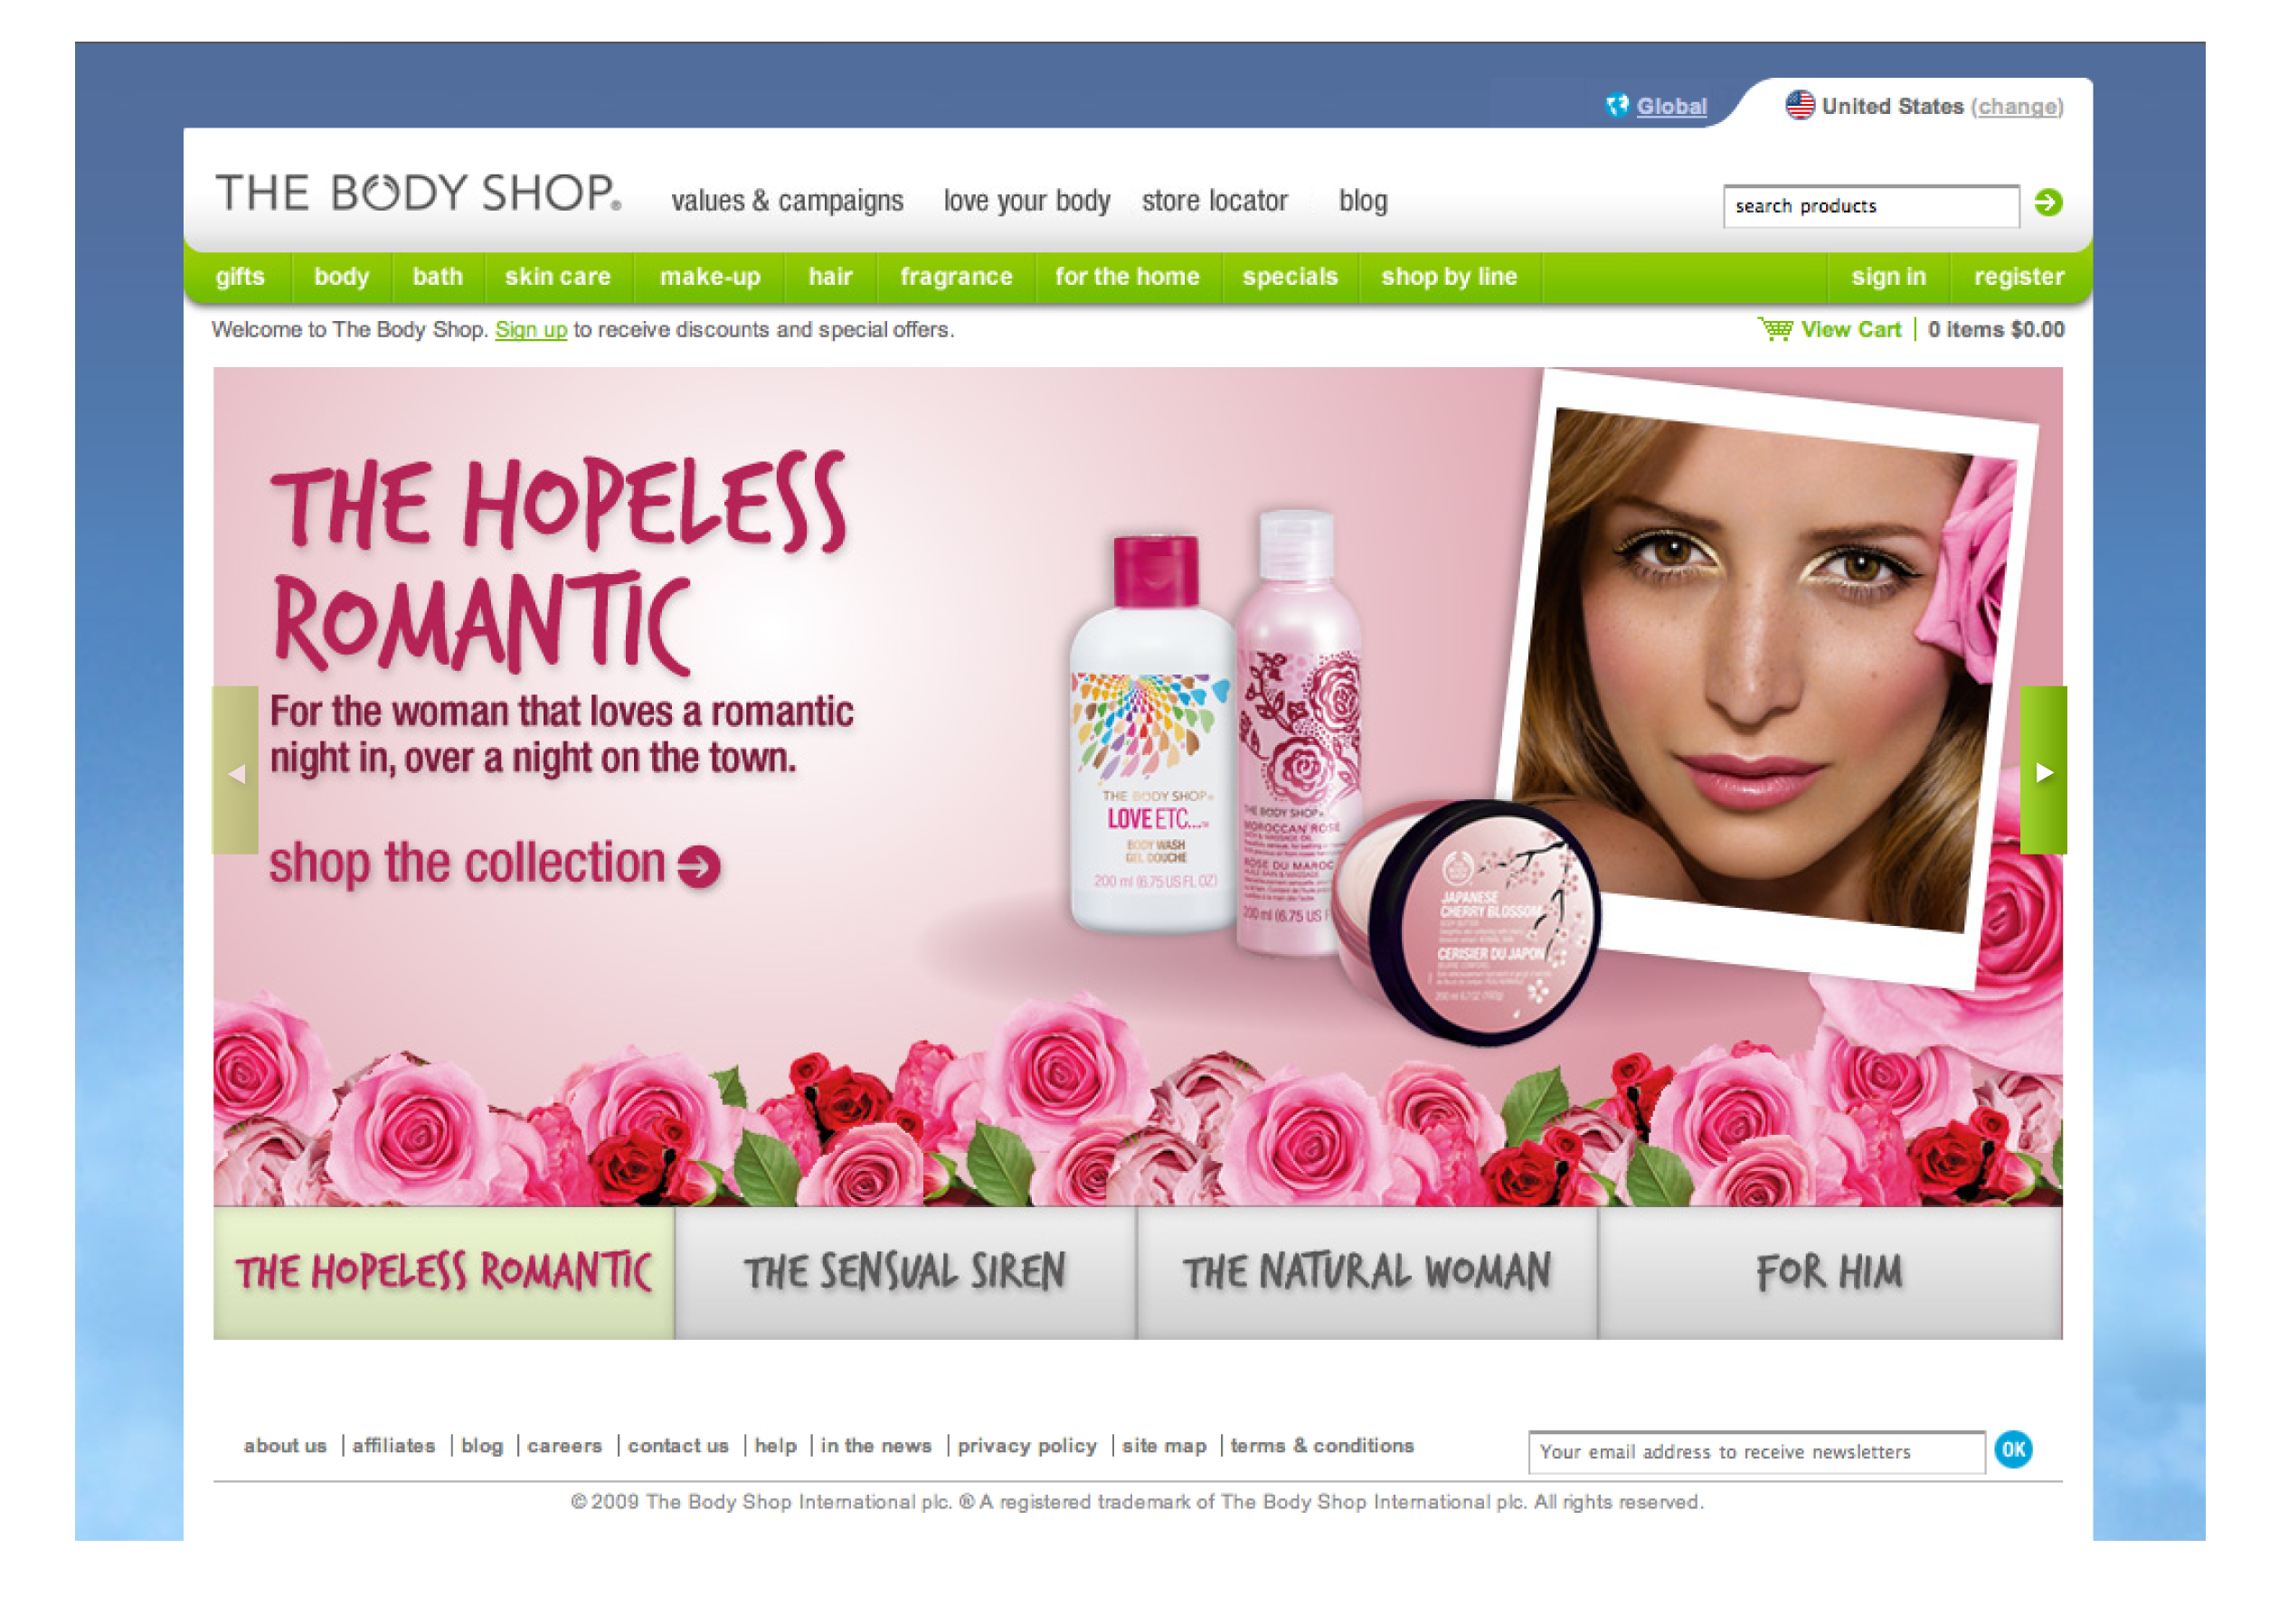 Global
United States (change)
THE BODY SHOP®
values & campaigns love your body store locator blog
search products
gifts body bath skin care make-up hair fragrance for the home specials shop by line sign in register
Welcome to The Body Shop. Sign up to receive discounts and special offers.
View Cart | 0 items $0.00
THE HOPELESS
ROMANTIC
For the woman that loves a romantic
night in, over a night on the town.
shop the collection
THE BODY SHOP®
LOVE ETC...™
BODY WASH
GEL DOUCHE
200 ml (6.75 US FL OZ)
THE BODY SHOP®
MOROCCAN ROSE
ROSE DU MAROC
200 ml (6.75 US F
JAPANESE
CHERRY BLOSSOM
BODY BUTTER
CERISIER DU JAPON
THE HOPELESS ROMANTIC
THE SENSUAL SIREN
THE NATURAL WOMAN
FOR HIM
about us | affiliates | blog | careers | contact us | help | in the news | privacy policy | site map | terms & conditions
Your email address to receive newsletters
OK
© 2009 The Body Shop International plc. ® A registered trademark of The Body Shop International plc. All rights reserved.